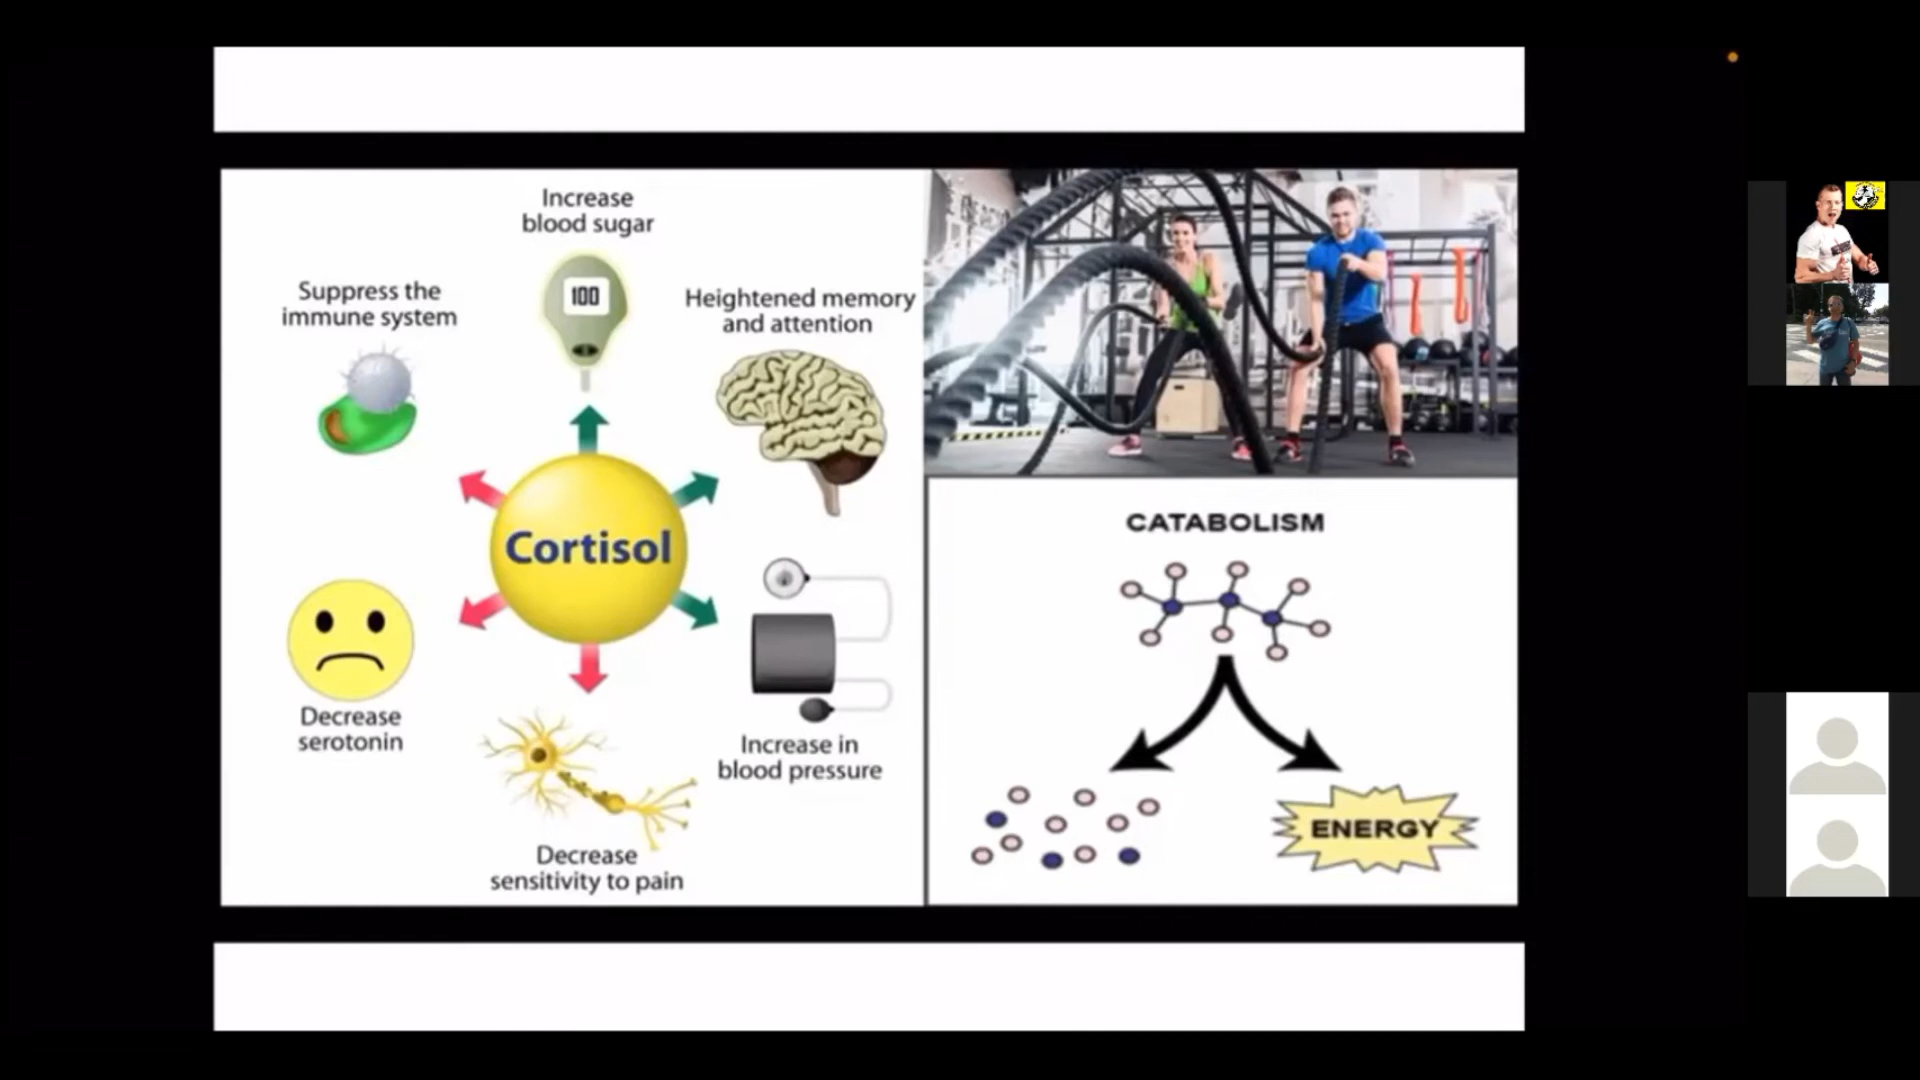 Increase
blood sugar
100
Suppress the
immune system
Heightened memory
and attention
Cortisol
Decrease
serotonin
Increase in
blood pressure
Decrease
sensitivity to pain
CATABOLISM
ENERGY